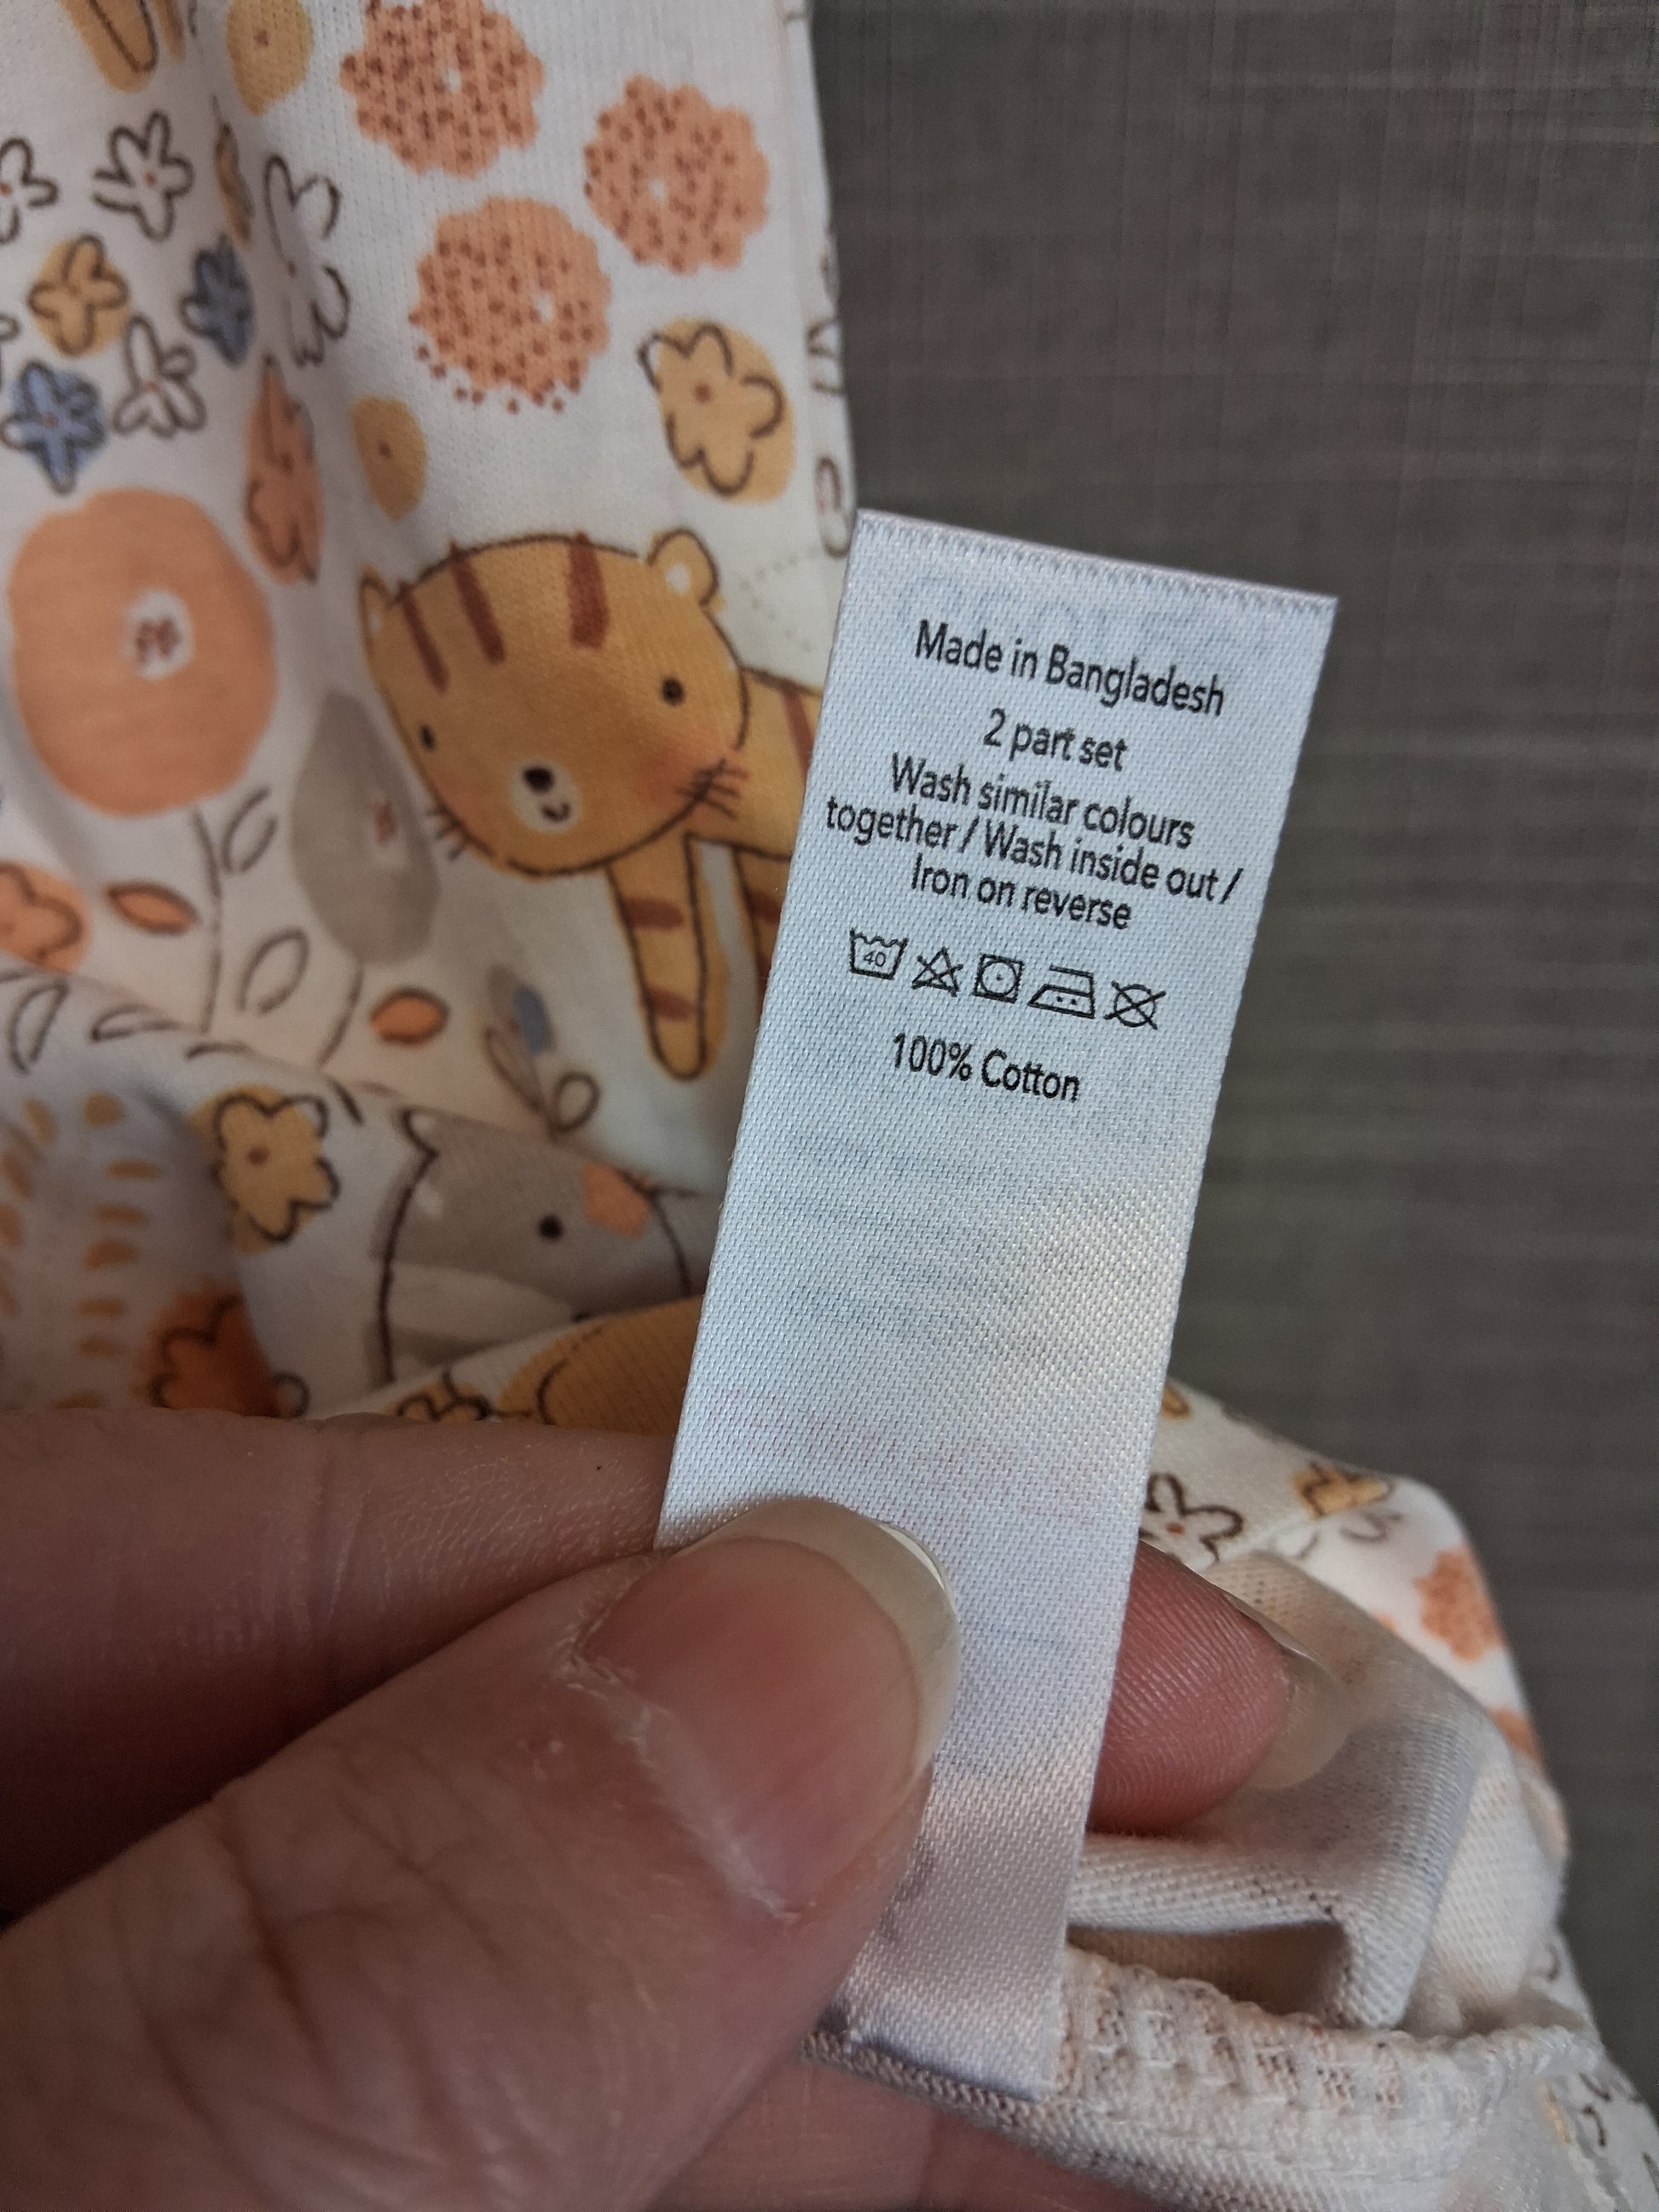 Made in Bangladesh
2 part set
Wash similar colours
together / Wash inside out /
Iron on reverse
40
100% Cotton